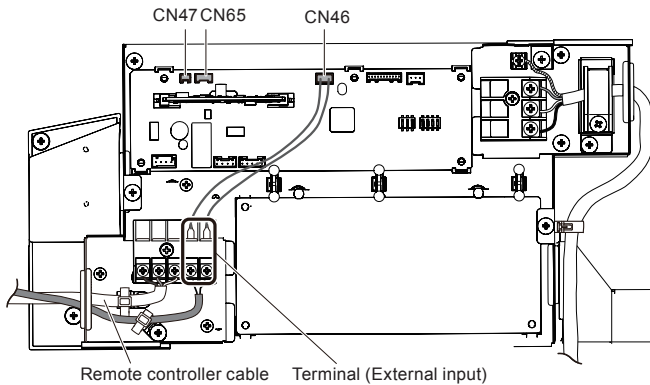 CN47 CN65 CN46
Remote controller cable Terminal (External input)